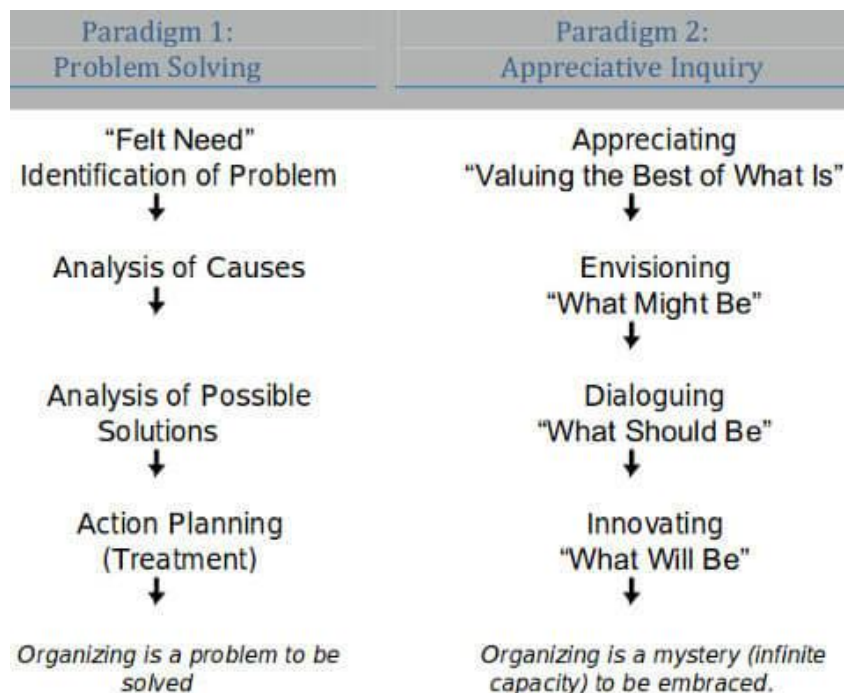 Paradigm 1:
Problem Solving
Paradigm 2:
Appreciative Inquiry
“Felt Need”
Identification of Problem
Analysis of Causes
Analysis of Possible
Solutions
Action Planning
(Treatment)
Organizing is a problem to be
solved
Appreciating
“Valuing the Best of What Is”
Envisioning
“What Might Be”
Dialoguing
“What Should Be”
Innovating
“What Will Be”
Organizing is a mystery (infinite
capacity) to be embraced.